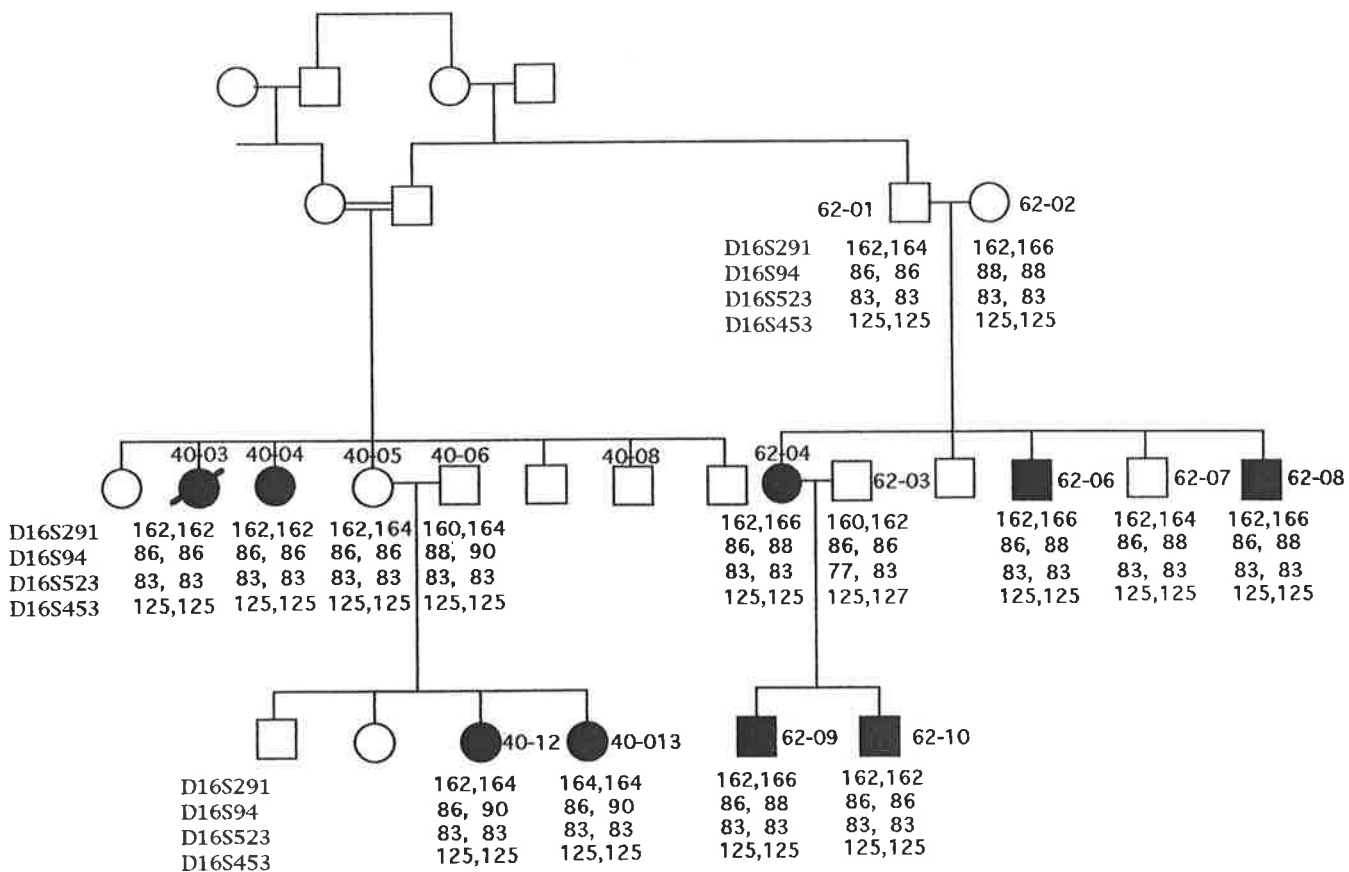 62-01 62-02
D16S291 162,164 162,166
D16S94 86, 86 88, 88
D16S523 83, 83 83, 83
D16S453 125,125 125,125
40-03 40-04 40-05 40-06 40-08 62-04
62-03 62-06 62-07 62-08
D16S291 162,162 162,162 162,164 160,164 162,166 160,162 162,166 162,164 162,166
D16S94 86, 86 86, 86 86, 86 88, 90 86, 88 86, 86 86, 88 86, 88 86, 88
D16S523 83, 83 83, 83 83, 83 83, 83 83, 83 77, 83 83, 83 83, 83 83, 83
D16S453 125,125 125,125 125,125 125,125 125,125 125,127 125,125 125,125 125,125
40-12 40-013 62-09 62-10
D16S291 162,164 164,164 162,166 162,162
D16S94 86, 90 86, 90 86, 88 86, 86
D16S523 83, 83 83, 83 83, 83 83, 83
D16S453 125,125 125,125 125,125 125,125